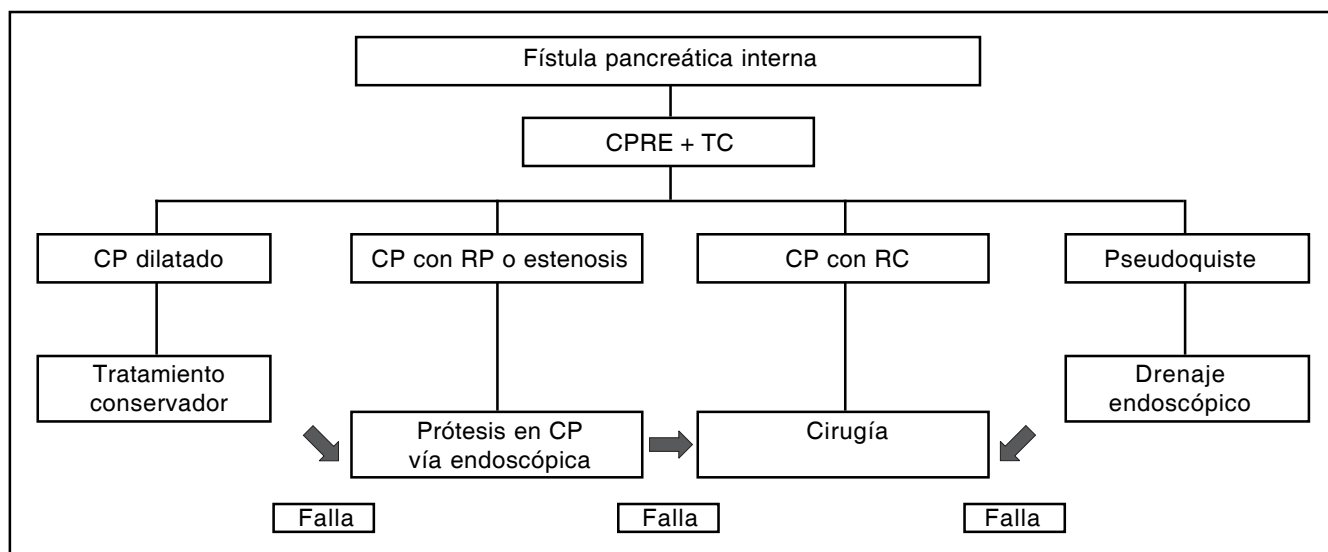 Fístula pancreática interna
CPRE + TC
CP dilatado
CP con RP o estenosis
CP con RC
Pseudoquiste
Tratamiento
conservador
Drenaje
endoscópico
Prótesis en CP
vía endoscópica
Cirugía
Falla
Falla
Falla